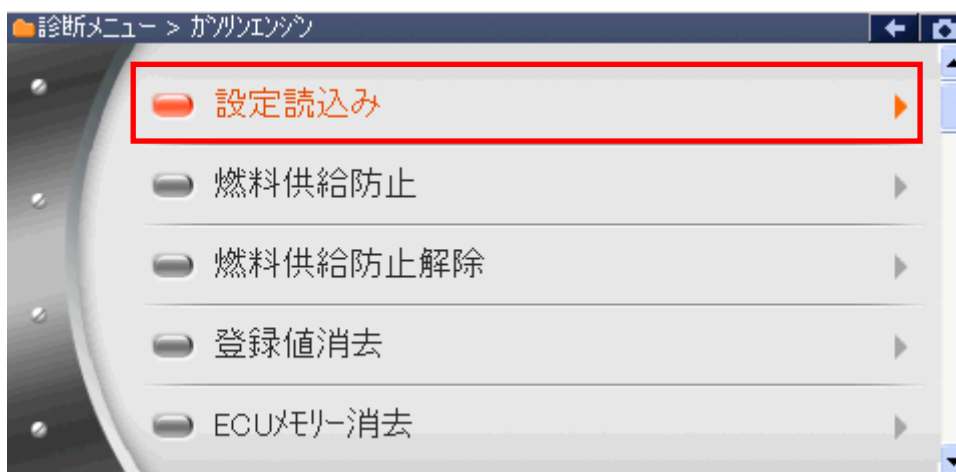 診断メニュー > ガソリンエンジン
設定読込み
燃料供給防止
燃料供給防止解除
登録値消去
ECUメモリー消去